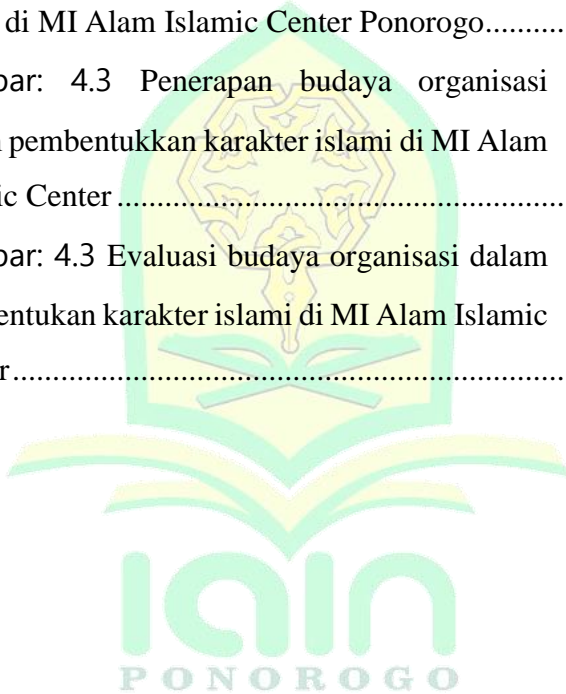 di MI Alam Islamic Center Ponorogo..........
bar: 4.3 Penerapan budaya organisasi
pembentukkan karakter islami di MI Alam
ic Center.........................................................
bar: 4.3 Evaluasi budaya organisasi dalam
entukan karakter islami di MI Alam Islamic
r......................................................................
iain
PONOROGO